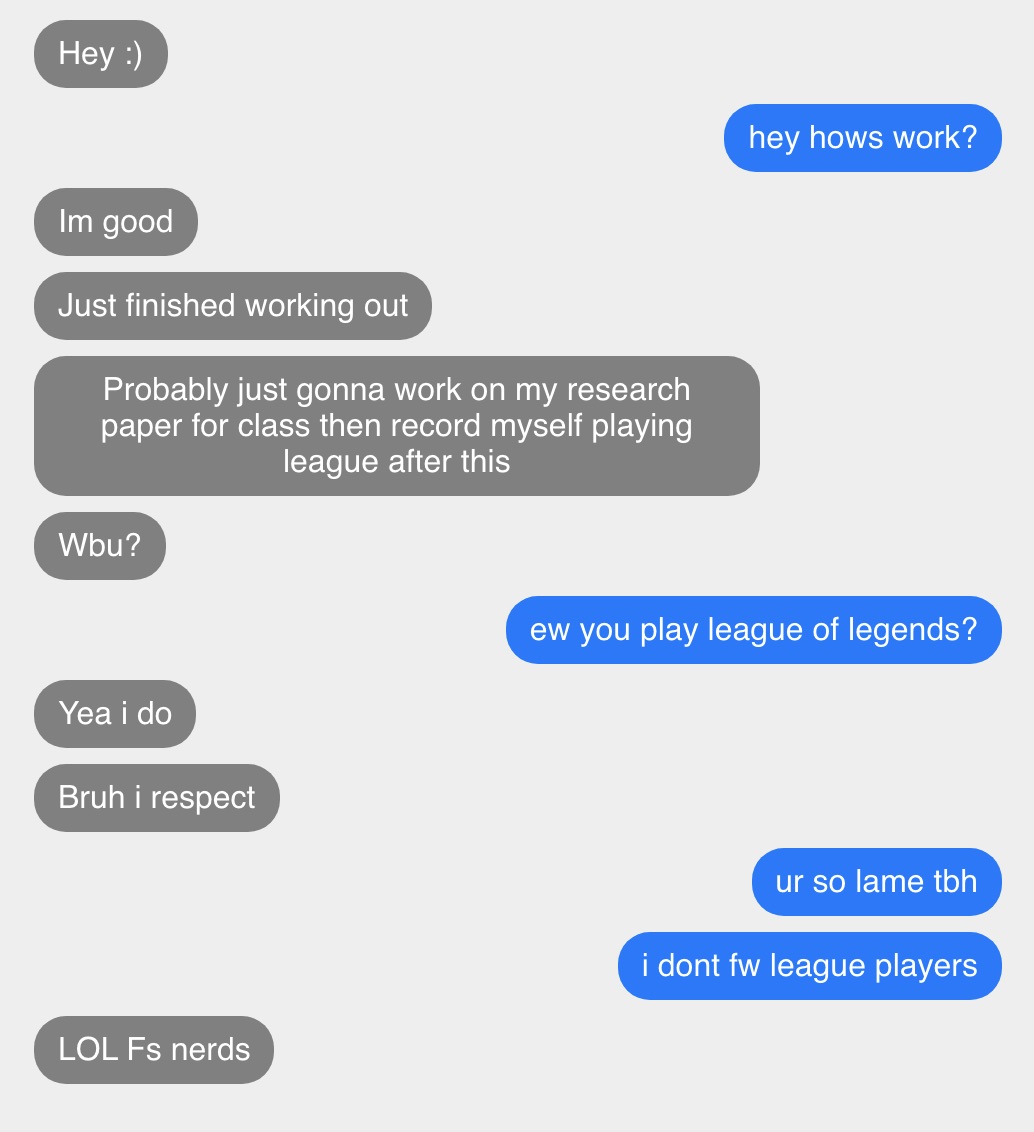 Hey :)
hey hows work?
Im good
Just finished working out
Probably just gonna work on my research
paper for class then record myself playing
league after this
Wbu?
ew you play league of legends?
Yea i do
Bruh i respect
ur so lame tbh
i dont fw league players
LOL Fs nerds